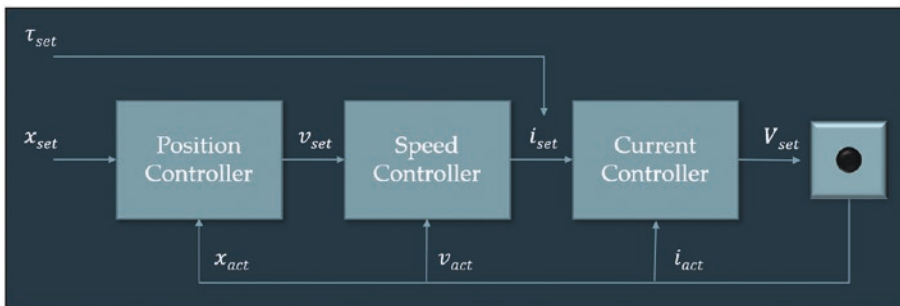 τ_set
x_set
Position
Controller
v_set
Speed
Controller
i_set
Current
Controller
V_set
x_act
v_act
i_act